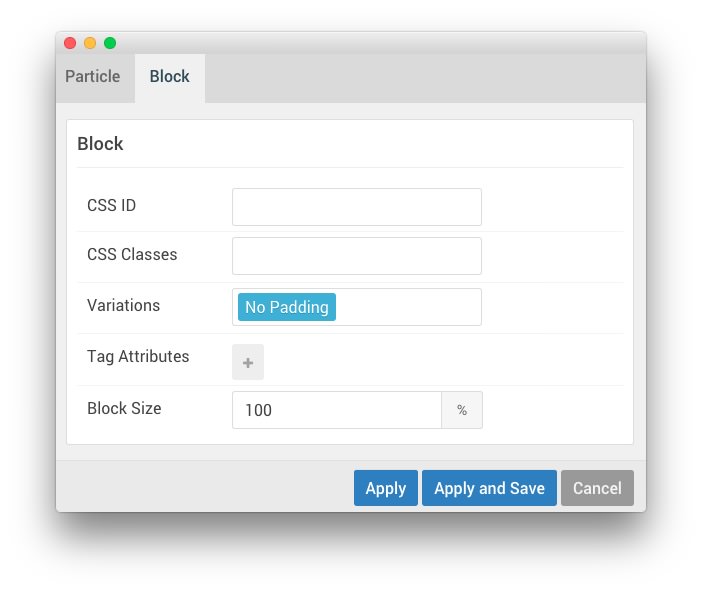 Particle Block
Block
CSS ID
CSS Classes
Variations No Padding
Tag Attributes +
Block Size 100 %
Apply Apply and Save Cancel